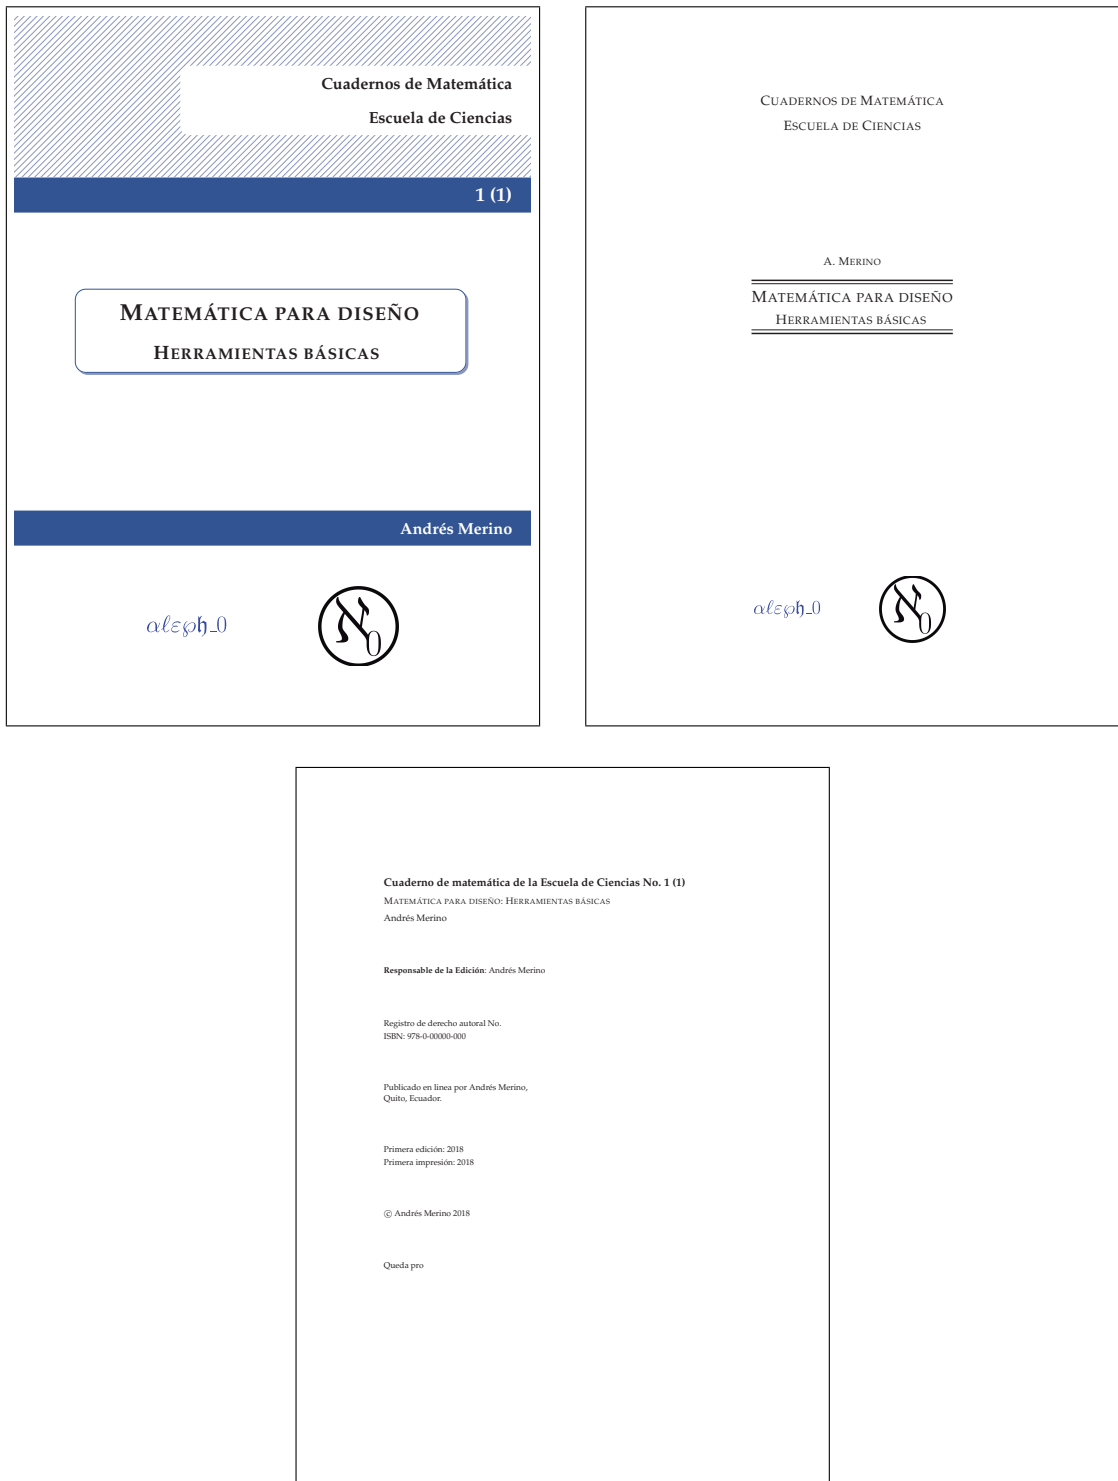 Cuadernos de Matemática
Escuela de Ciencias
1 (1)
Matemática para diseño
Herramientas básicas
Andrés Merino
αℓε℘𝔥_0
ℵ0
Cuadernos de Matemática
Escuela de Ciencias
A. Merino
Matemática para diseño
Herramientas básicas
αℓε℘𝔥_0
ℵ0
Cuaderno de matemática de la Escuela de Ciencias No. 1 (1)
Matemática para diseño: Herramientas básicas
Andrés Merino
Responsable de la Edición: Andrés Merino
Registro de derecho autoral No.
ISBN: 978-0-00000-000
Publicado en linea por Andrés Merino,
Quito, Ecuador.
Primera edición: 2018
Primera impresión: 2018
© Andrés Merino 2018
Queda pro